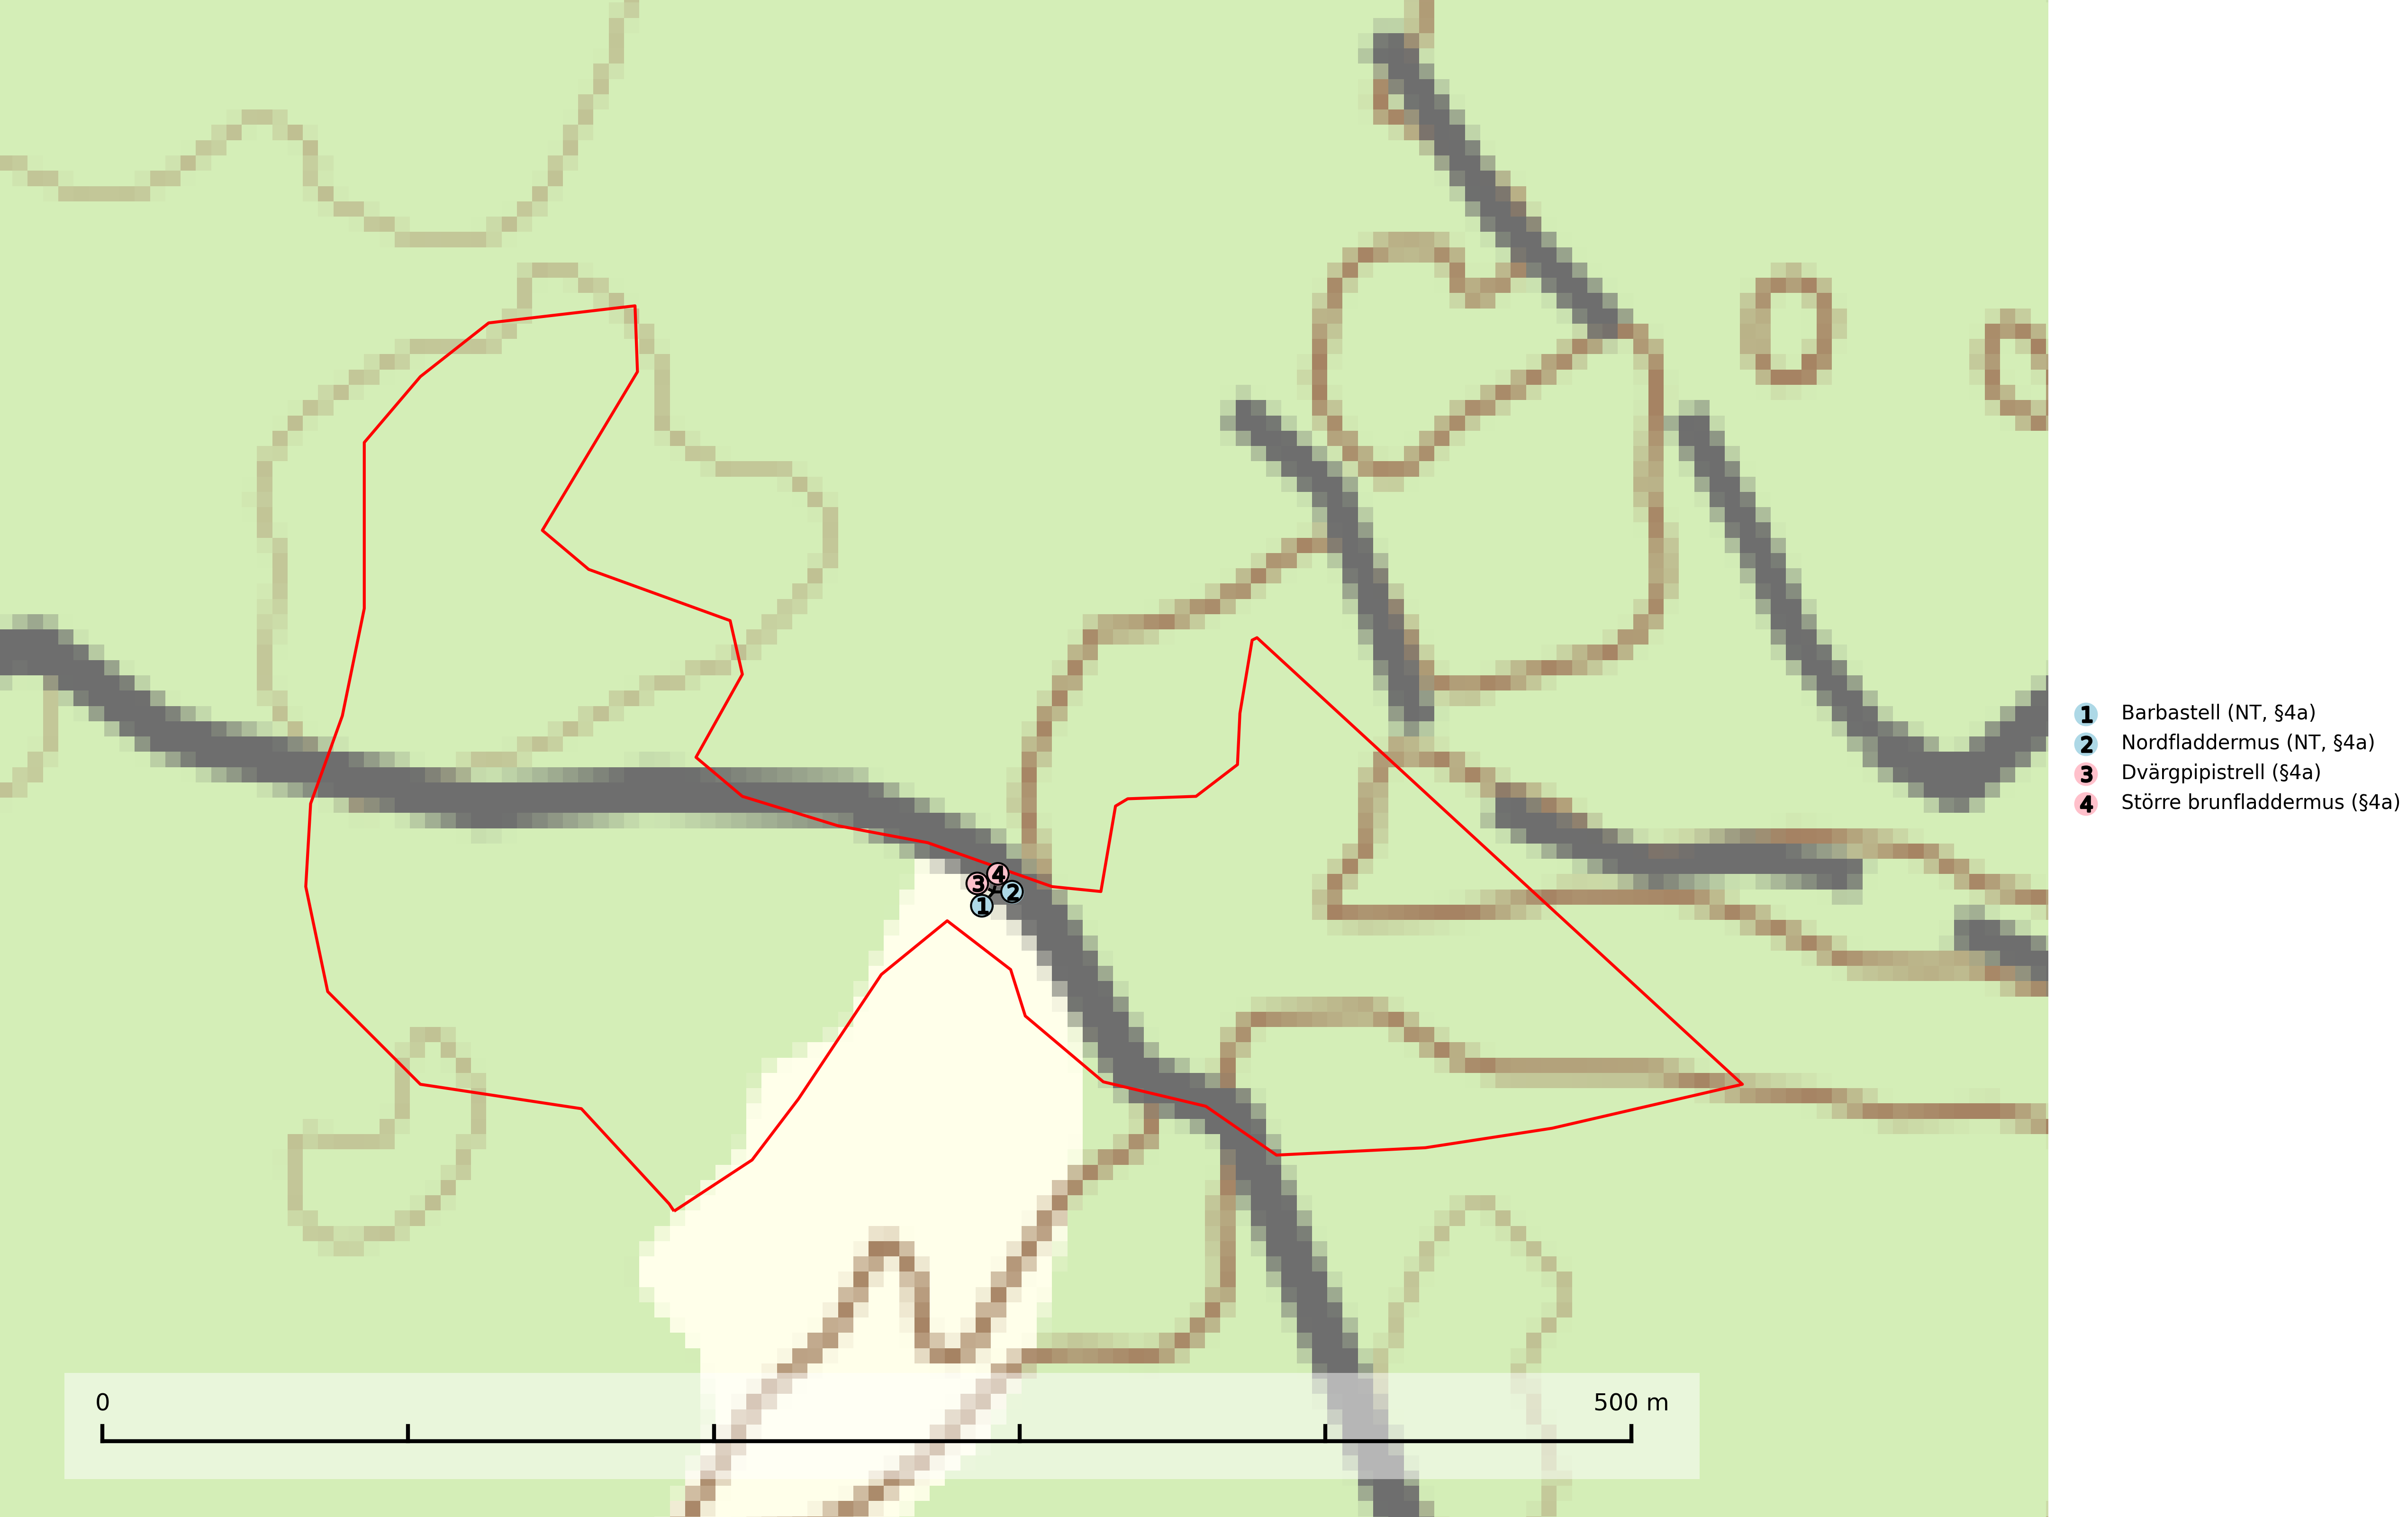 1 Barbastell (NT, §4a)
2 Nordfladdermus (NT, §4a)
3 Dvärgpipistrell (§4a)
4 Större brunfladdermus (§4a)
4
3
2
1
0 500 m